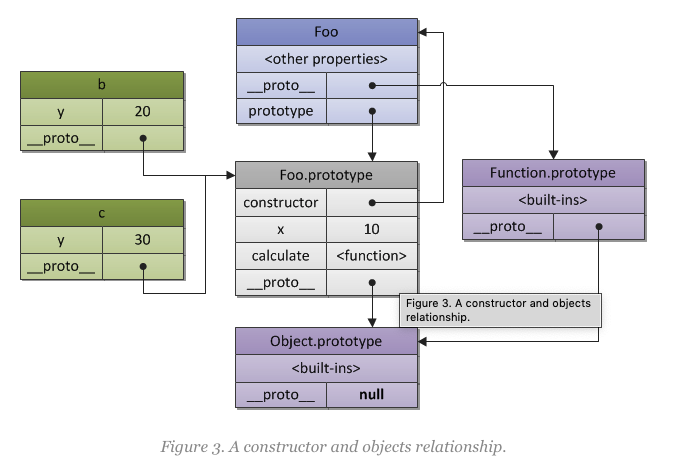 Foo
<other properties>
__proto__
prototype
b
y 20
__proto__
c
y 30
__proto__
Foo.prototype
constructor
x 10
calculate <function>
__proto__
Function.prototype
<built-ins>
__proto__
Figure 3. A constructor and objects
relationship.
Object.prototype
<built-ins>
__proto__ null
Figure 3. A constructor and objects relationship.